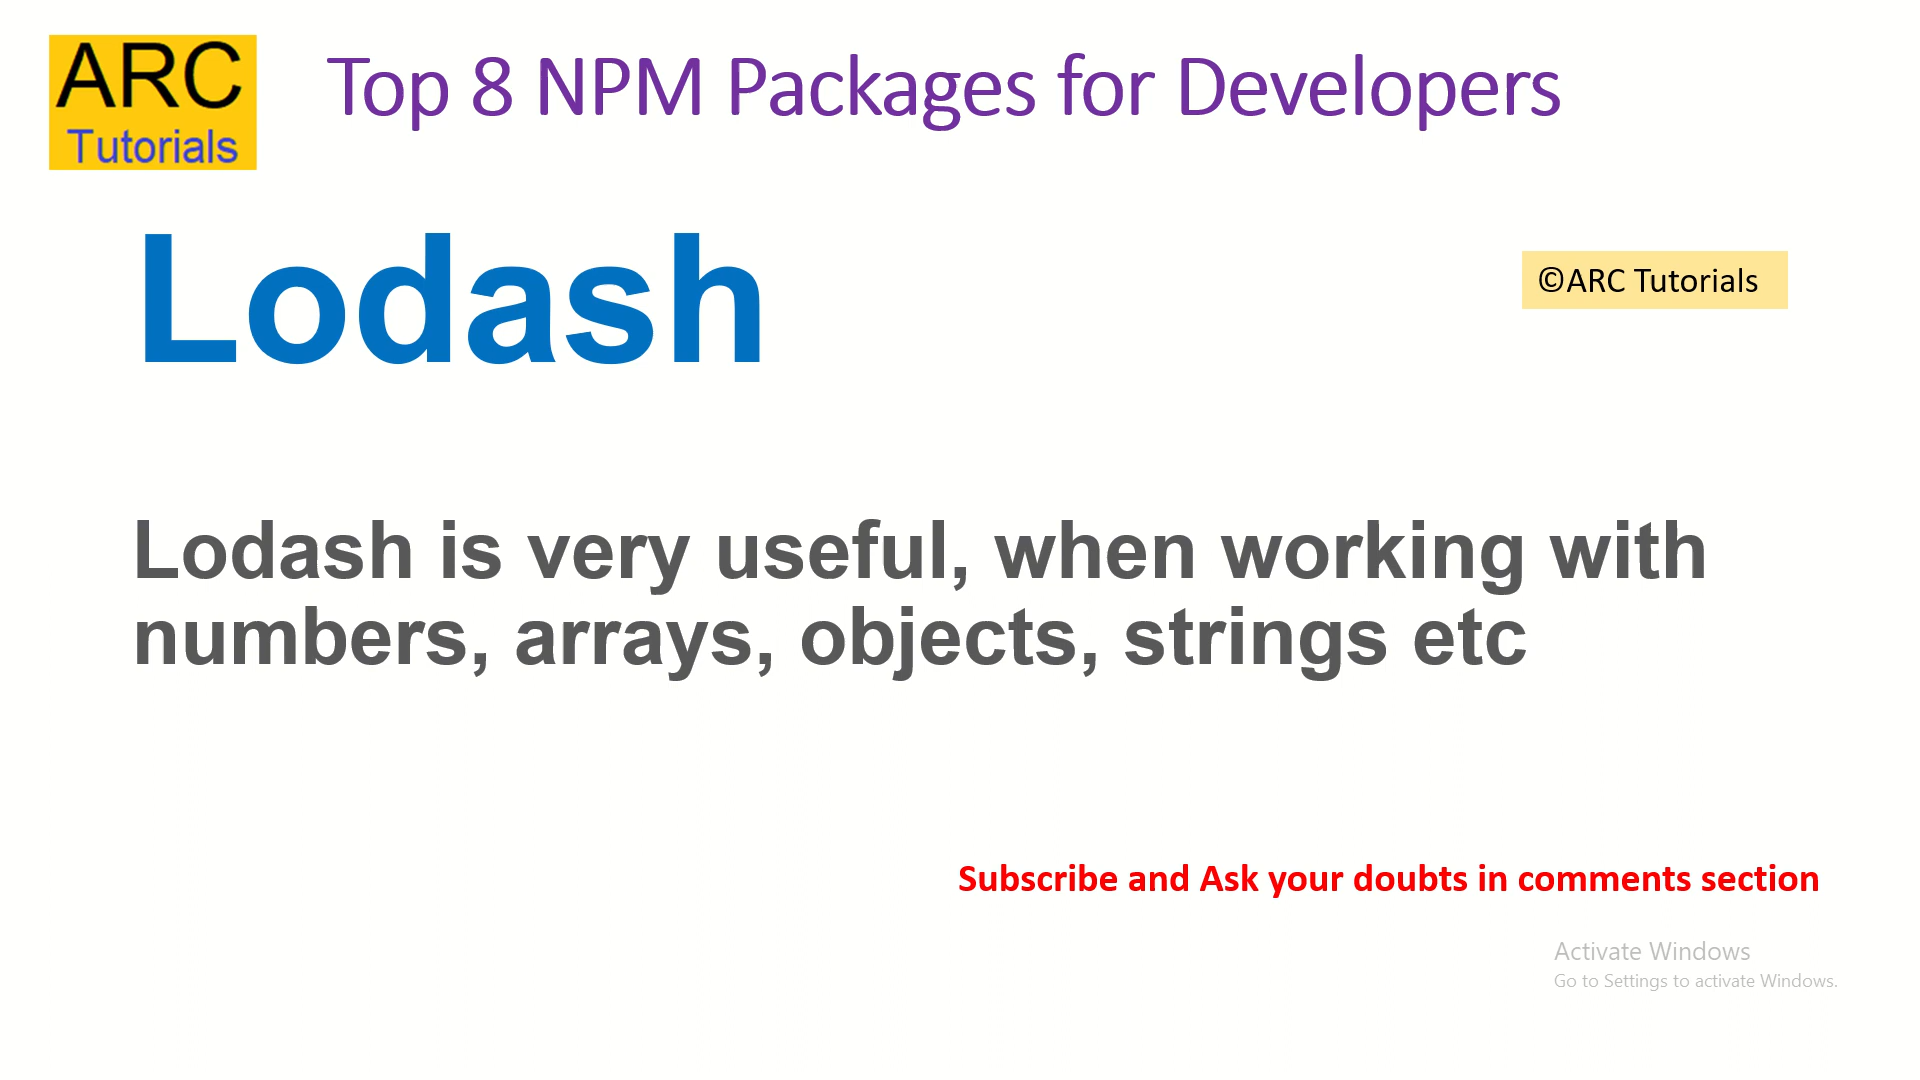 ARC
Tutorials
Top 8 NPM Packages for Developers
Lodash
©ARC Tutorials
Lodash is very useful, when working with
numbers, arrays, objects, strings etc
Subscribe and Ask your doubts in comments section
Activate Windows
Go to Settings to activate Windows.